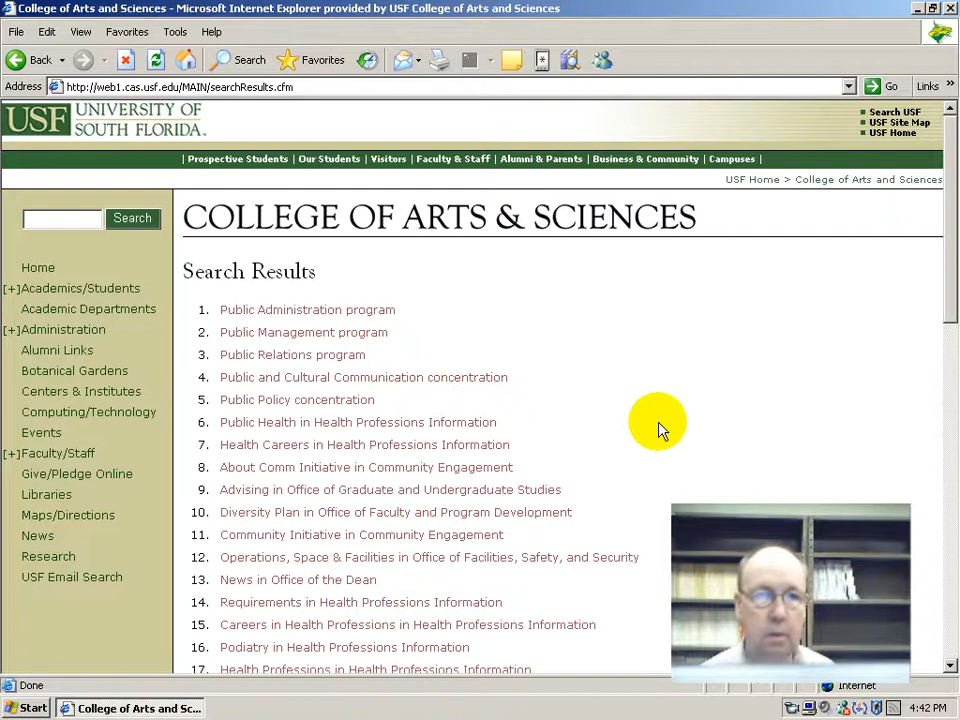 College of Arts and Sciences - Microsoft Internet Explorer provided by USF College of Arts and Sciences
File Edit View Favorites Tools Help
Back Search Favorites
Address http://web1.cas.usf.edu/MAIN/searchResults.cfm Go Links »
USF UNIVERSITY OF
SOUTH FLORIDA
Search USF
USF Site Map
USF Home
| Prospective Students | Our Students | Visitors | Faculty & Staff | Alumni & Parents | Business & Community | Campuses |
USF Home > College of Arts and Sciences
Search
Home
[+]Academics/Students
Academic Departments
[+]Administration
Alumni Links
Botanical Gardens
Centers & Institutes
Computing/Technology
Events
[+]Faculty/Staff
Give/Pledge Online
Libraries
Maps/Directions
News
Research
USF Email Search
COLLEGE OF ARTS & SCIENCES
Search Results
1. Public Administration program
2. Public Management program
3. Public Relations program
4. Public and Cultural Communication concentration
5. Public Policy concentration
6. Public Health in Health Professions Information
7. Health Careers in Health Professions Information
8. About Comm Initiative in Community Engagement
9. Advising in Office of Graduate and Undergraduate Studies
10. Diversity Plan in Office of Faculty and Program Development
11. Community Initiative in Community Engagement
12. Operations, Space & Facilities in Office of Facilities, Safety, and Security
13. News in Office of the Dean
14. Requirements in Health Professions Information
15. Careers in Health Professions in Health Professions Information
16. Podiatry in Health Professions Information
17. Health Professions in Health Professions Information
Done Internet
Start College of Arts and Sc... 4:42 PM